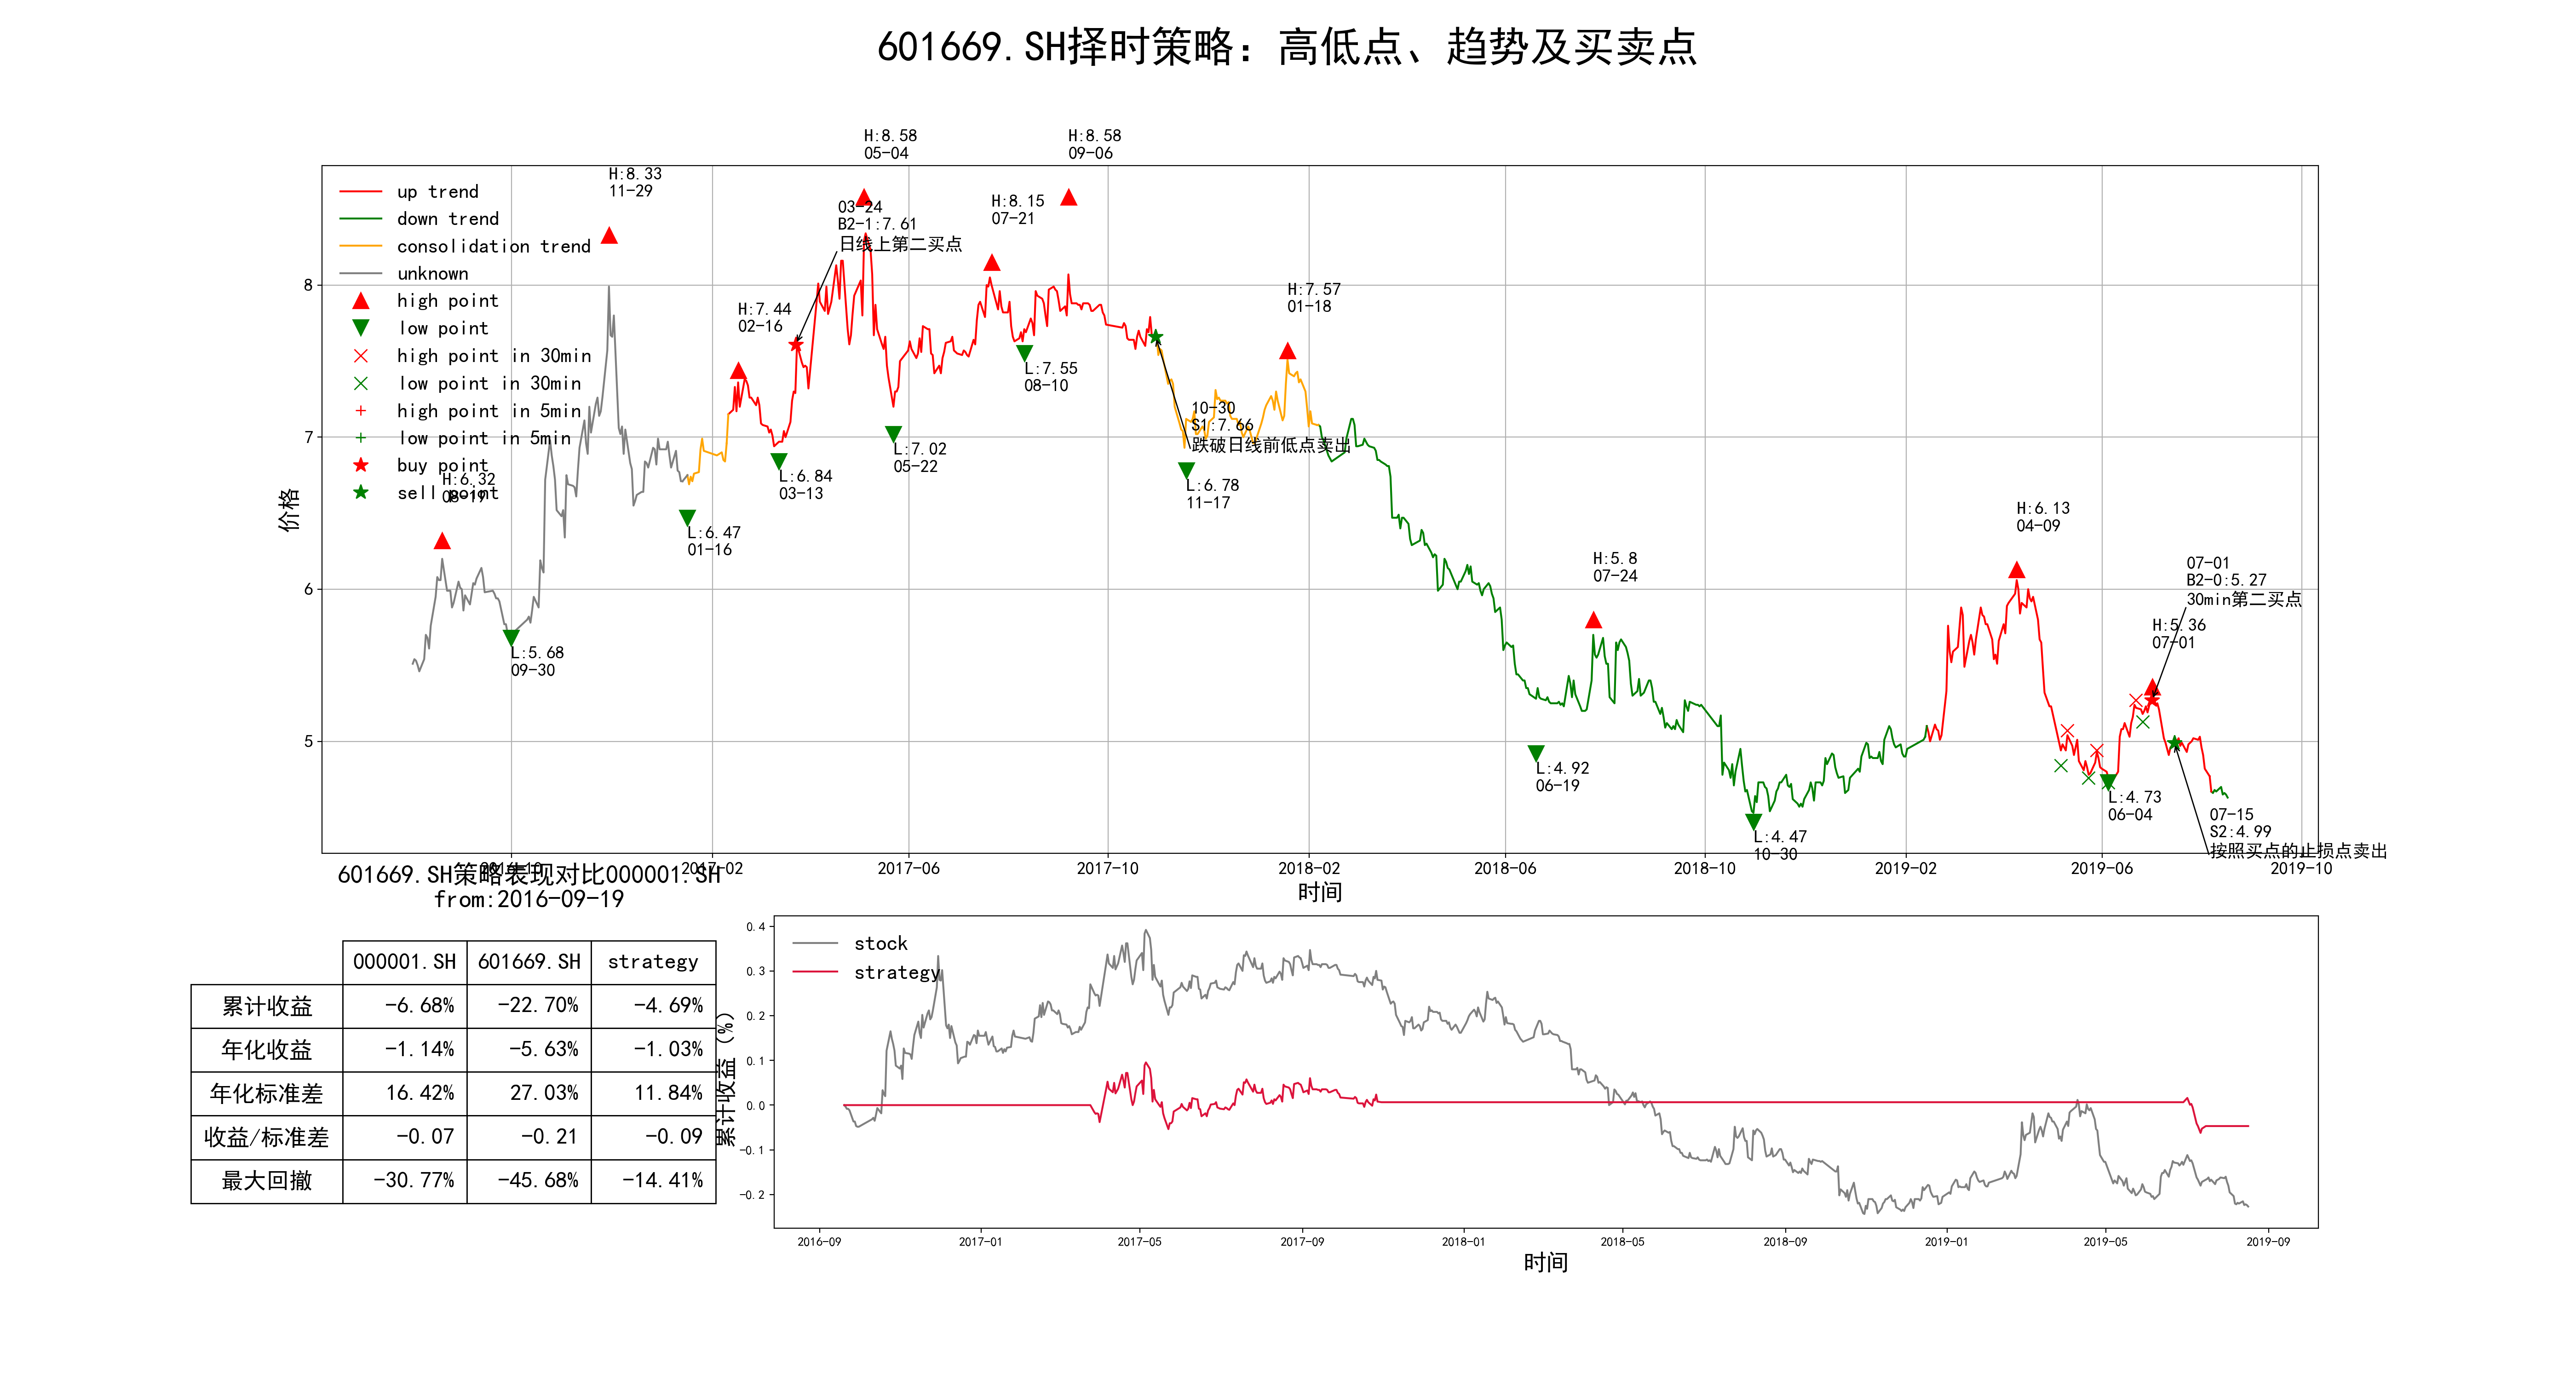 601669.SH择时策略：高低点、趋势及买卖点
H:8.58
05-04
H:8.58
09-06
H:8.33
11-29
up trend
down trend
consolidation trend
unknown
high point
low point
high point in 30min
low point in 30min
high point in 5min
low point in 5min
buy point
sell point
H:6.32
08-19
L:5.68
09-30
L:6.47
01-16
H:7.44
02-16
L:6.84
03-13
03-24
B2-1:7.61
日线上第二买点
L:7.02
05-22
H:8.15
07-21
L:7.55
08-10
10-30
S1:7.66
跌破日线前低点卖出
L:6.78
11-17
H:7.57
01-18
L:4.92
06-19
H:5.8
07-24
L:4.47
10-30
H:6.13
04-09
L:4.73
06-04
07-01
B2-0:5.27
30min第二买点
H:5.36
07-01
07-15
S2:4.99
按照买点的止损点卖出
价格
8
7
6
5
2016-10
2017-02
2017-06
2017-10
2018-02
2018-06
2018-10
2019-02
2019-06
2019-10
时间
601669.SH策略表现对比000001.SH
from:2016-09-19
000001.SH 601669.SH strategy
累计收益 -6.68% -22.70% -4.69%
年化收益 -1.14% -5.63% -1.03%
年化标准差 16.42% 27.03% 11.84%
收益/标准差 -0.07 -0.21 -0.09
最大回撤 -30.77% -45.68% -14.41%
累计收益（%）
0.4
0.3
0.2
0.1
0.0
-0.1
-0.2
stock
strategy
2016-09
2017-01
2017-05
2017-09
2018-01
2018-05
2018-09
2019-01
2019-05
2019-09
时间